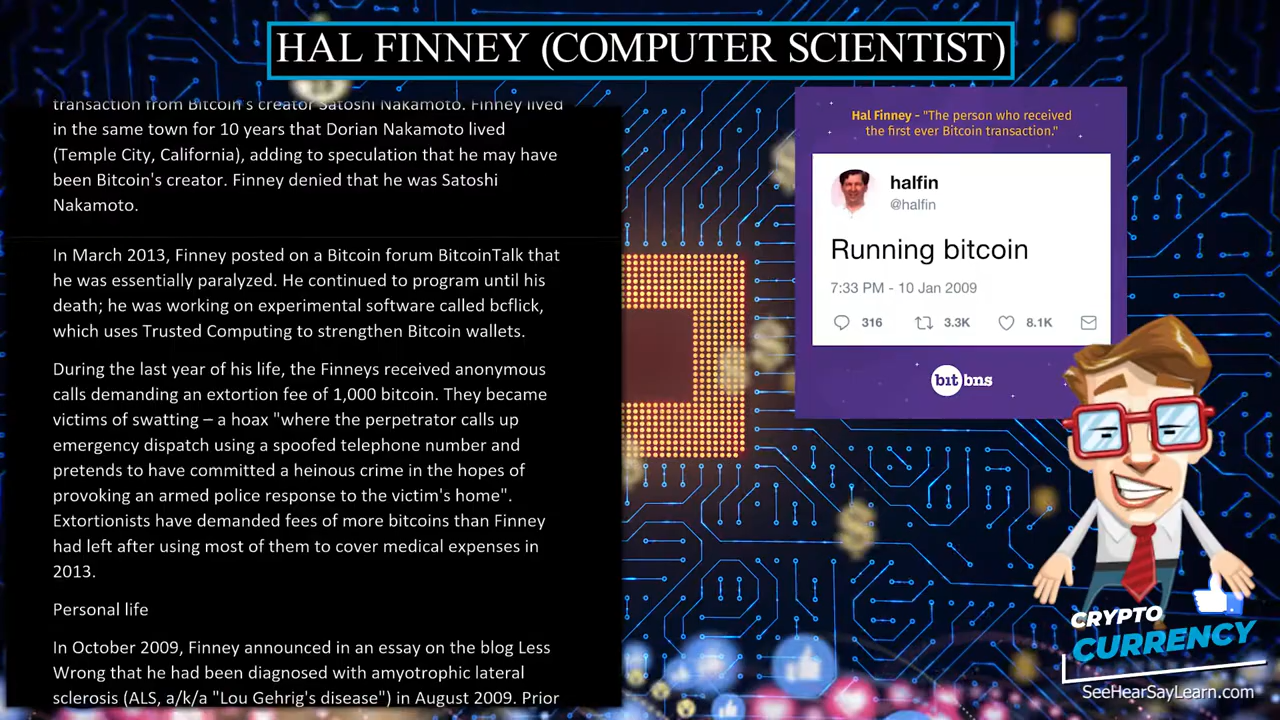 HAL FINNEY (COMPUTER SCIENTIST)
transaction from Bitcoin's creator Satoshi Nakamoto. Finney lived
in the same town for 10 years that Dorian Nakamoto lived
(Temple City, California), adding to speculation that he may have
been Bitcoin's creator. Finney denied that he was Satoshi
Nakamoto.
In March 2013, Finney posted on a Bitcoin forum BitcoinTalk that
he was essentially paralyzed. He continued to program until his
death; he was working on experimental software called bcflick,
which uses Trusted Computing to strengthen Bitcoin wallets.
During the last year of his life, the Finneys received anonymous
calls demanding an extortion fee of 1,000 bitcoin. They became
victims of swatting – a hoax "where the perpetrator calls up
emergency dispatch using a spoofed telephone number and
pretends to have committed a heinous crime in the hopes of
provoking an armed police response to the victim's home".
Extortionists have demanded fees of more bitcoins than Finney
had left after using most of them to cover medical expenses in
2013.
Personal life
In October 2009, Finney announced in an essay on the blog Less
Wrong that he had been diagnosed with amyotrophic lateral
sclerosis (ALS, a/k/a "Lou Gehrig's disease") in August 2009. Prior
Hal Finney - "The person who received
the first ever Bitcoin transaction."
halfin
@halfin
Running bitcoin
7:33 PM - 10 Jan 2009
316 3.3K 8.1K
bitbns
CRYPTO
CURRENCY
SeeHearSayLearn.com